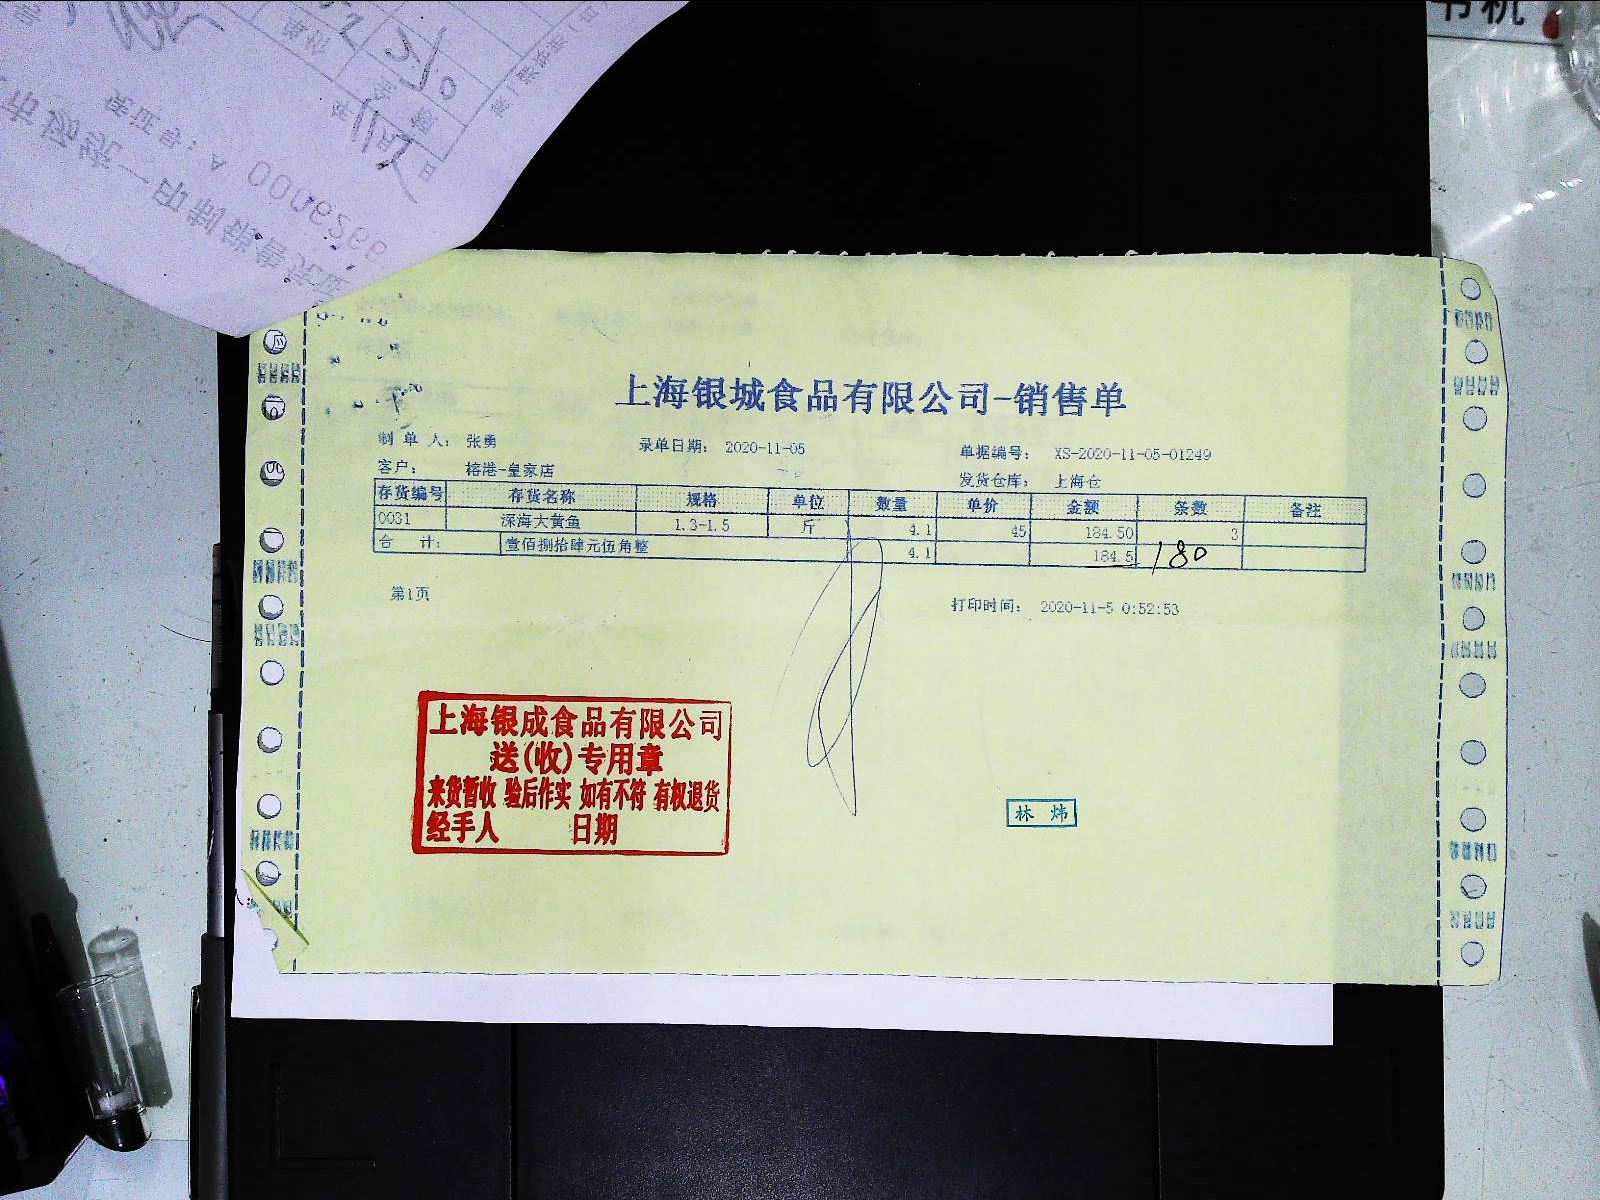 上海银城食品有限公司-销售单
制 单 人： 张勇 录单日期： 2020-11-05 单据编号： XS-2020-11-05-01249
客户： 榕港-皇家店 发货仓库： 上海仓
存货编号 存货名称 规格 单位 数量 单价 金额 条数 备注
0031 深海大黄鱼 1.3-1.5 斤 4.1 45 184.50 3
合 计： 壹佰捌拾肆元伍角整 4.1 184.5 180
第1页 打印时间： 2020-11-5 0:52:53
上海银成食品有限公司
送(收)专用章
来货暂收 验后作实 如有不符 有权退货
经手人 日期
林 炜